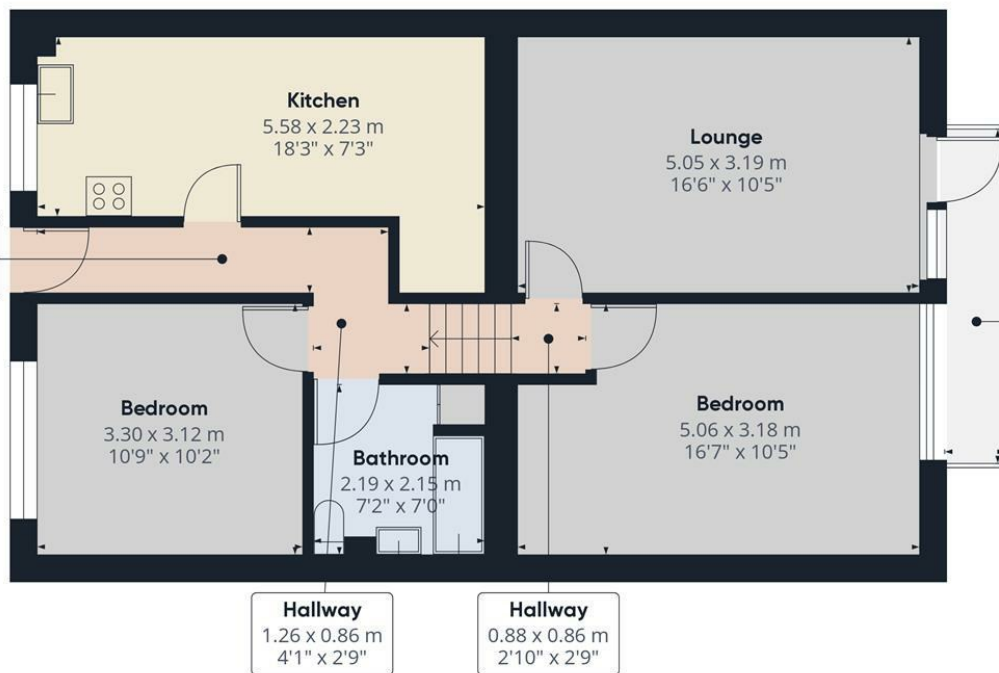 Kitchen
5.58 x 2.23 m
18'3" x 7'3"
Lounge
5.05 x 3.19 m
16'6" x 10'5"
Bedroom
3.30 x 3.12 m
10'9" x 10'2"
Bathroom
2.19 x 2.15 m
7'2" x 7'0"
Bedroom
5.06 x 3.18 m
16'7" x 10'5"
Hallway
1.26 x 0.86 m
4'1" x 2'9"
Hallway
0.88 x 0.86 m
2'10" x 2'9"